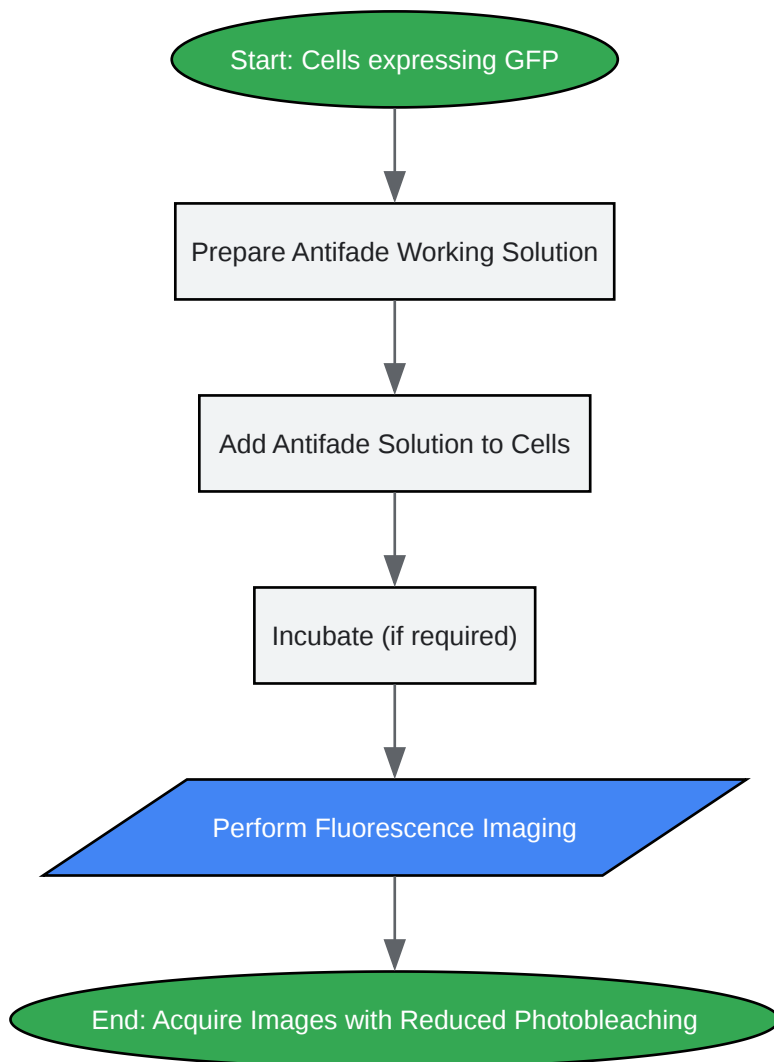 Start: Cells expressing GFP
Prepare Antifade Working Solution
Add Antifade Solution to Cells
Incubate (if required)
Perform Fluorescence Imaging
End: Acquire Images with Reduced Photobleaching